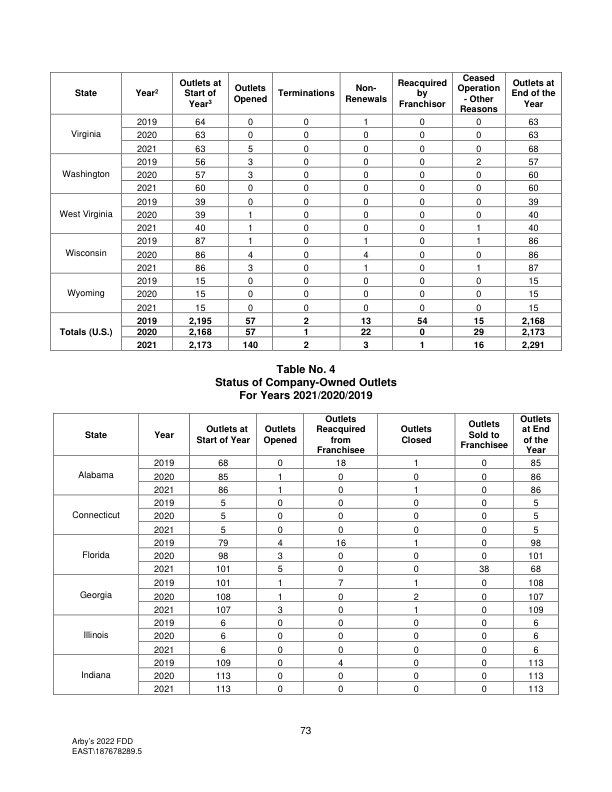 State Year² Outlets at Start of Year³ Outlets Opened Terminations Non-Renewals Reacquired by Franchisor Ceased Operation - Other Reasons Outlets at End of the Year
Virginia 2019 64 0 0 1 0 0 63
2020 63 0 0 0 0 0 63
2021 63 5 0 0 0 0 68
Washington 2019 56 3 0 0 0 2 57
2020 57 3 0 0 0 0 60
2021 60 0 0 0 0 0 60
West Virginia 2019 39 0 0 0 0 0 39
2020 39 1 0 0 0 0 40
2021 40 1 0 0 0 1 40
Wisconsin 2019 87 1 0 1 0 1 86
2020 86 4 0 4 0 0 86
2021 86 3 0 1 0 1 87
Wyoming 2019 15 0 0 0 0 0 15
2020 15 0 0 0 0 0 15
2021 15 0 0 0 0 0 15
Totals (U.S.) 2019 2,195 57 2 13 54 15 2,168
2020 2,168 57 1 22 0 29 2,173
2021 2,173 140 2 3 1 16 2,291
Table No. 4
Status of Company-Owned Outlets
For Years 2021/2020/2019
State Year Outlets at Start of Year Outlets Opened Outlets Reacquired from Franchisee Outlets Closed Outlets Sold to Franchisee Outlets at End of the Year
Alabama 2019 68 0 18 1 0 85
2020 85 1 0 0 0 86
2021 86 1 0 1 0 86
Connecticut 2019 5 0 0 0 0 5
2020 5 0 0 0 0 5
2021 5 0 0 0 0 5
Florida 2019 79 4 16 1 0 98
2020 98 3 0 0 0 101
2021 101 5 0 0 38 68
Georgia 2019 101 1 7 1 0 108
2020 108 1 0 2 0 107
2021 107 3 0 1 0 109
Illinois 2019 6 0 0 0 0 6
2020 6 0 0 0 0 6
2021 6 0 0 0 0 6
Indiana 2019 109 0 4 0 0 113
2020 113 0 0 0 0 113
2021 113 0 0 0 0 113
73
Arby's 2022 FDD
EAST\187678289.5